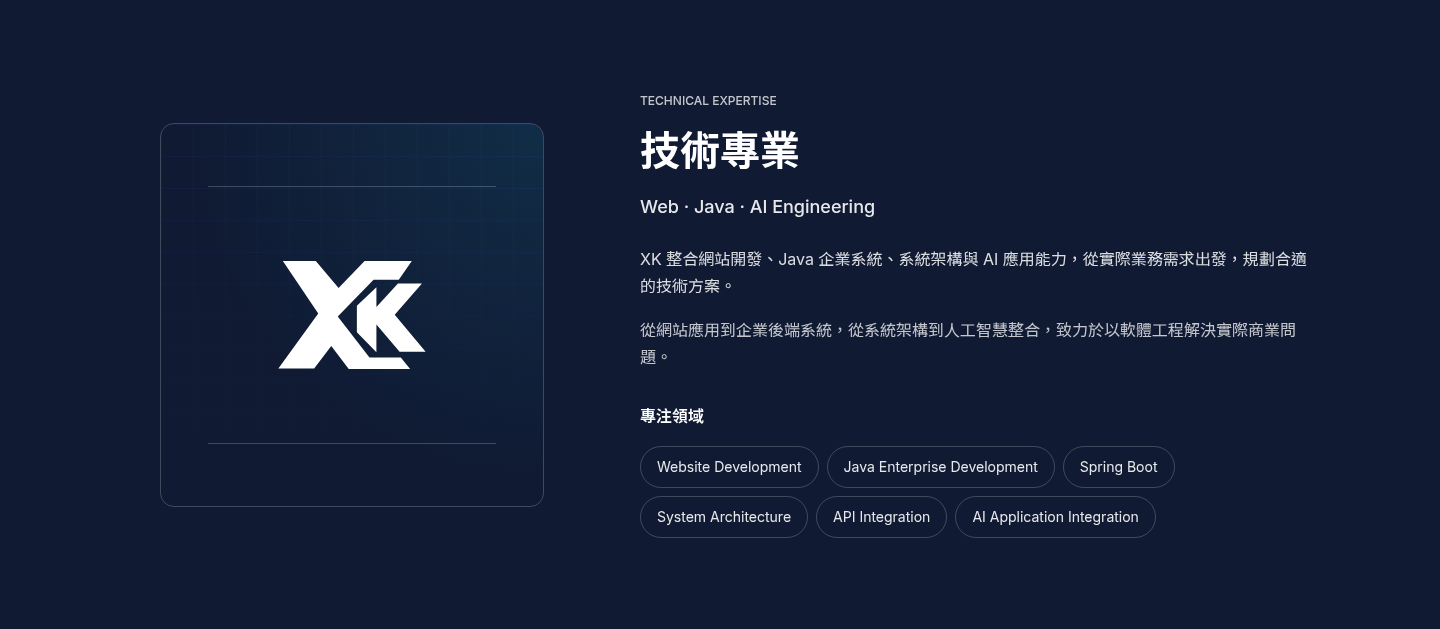 XK
TECHNICAL EXPERTISE
技術專業
Web · Java · AI Engineering
XK 整合網站開發、Java 企業系統、系統架構與 AI 應用能力，從實際業務需求出發，規劃合適
的技術方案。
從網站應用到企業後端系統，從系統架構到人工智慧整合，致力於以軟體工程解決實際商業問
題。
專注領域
Website Development
Java Enterprise Development
Spring Boot
System Architecture
API Integration
AI Application Integration